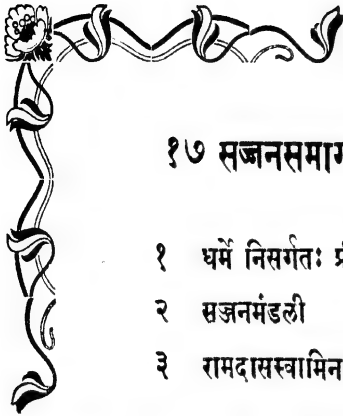 १७ सज्जनसमाग
१ धर्मे निसर्गतः प्री
२ सज्जनमंडली
३ रामदासस्वामिन